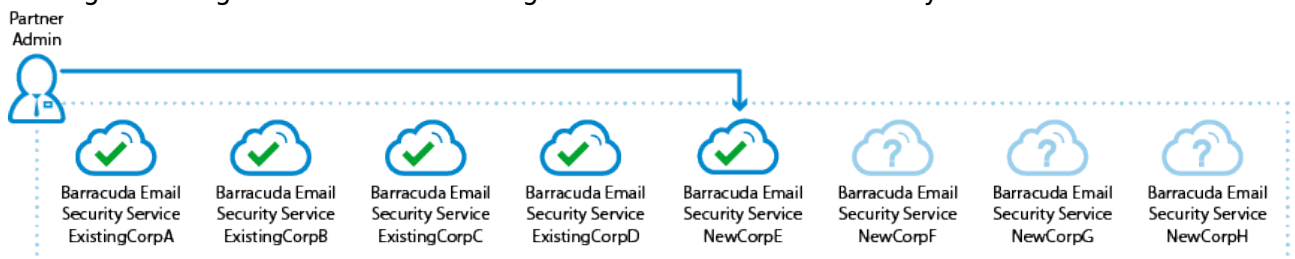 Partner
Admin
Barracuda Email
Security Service
ExistingCorpA
Barracuda Email
Security Service
ExistingCorpB
Barracuda Email
Security Service
ExistingCorpC
Barracuda Email
Security Service
ExistingCorpD
Barracuda Email
Security Service
NewCorpE
? 
Barracuda Email
Security Service
NewCorpF
?
Barracuda Email
Security Service
NewCorpG
?
Barracuda Email
Security Service
NewCorpH